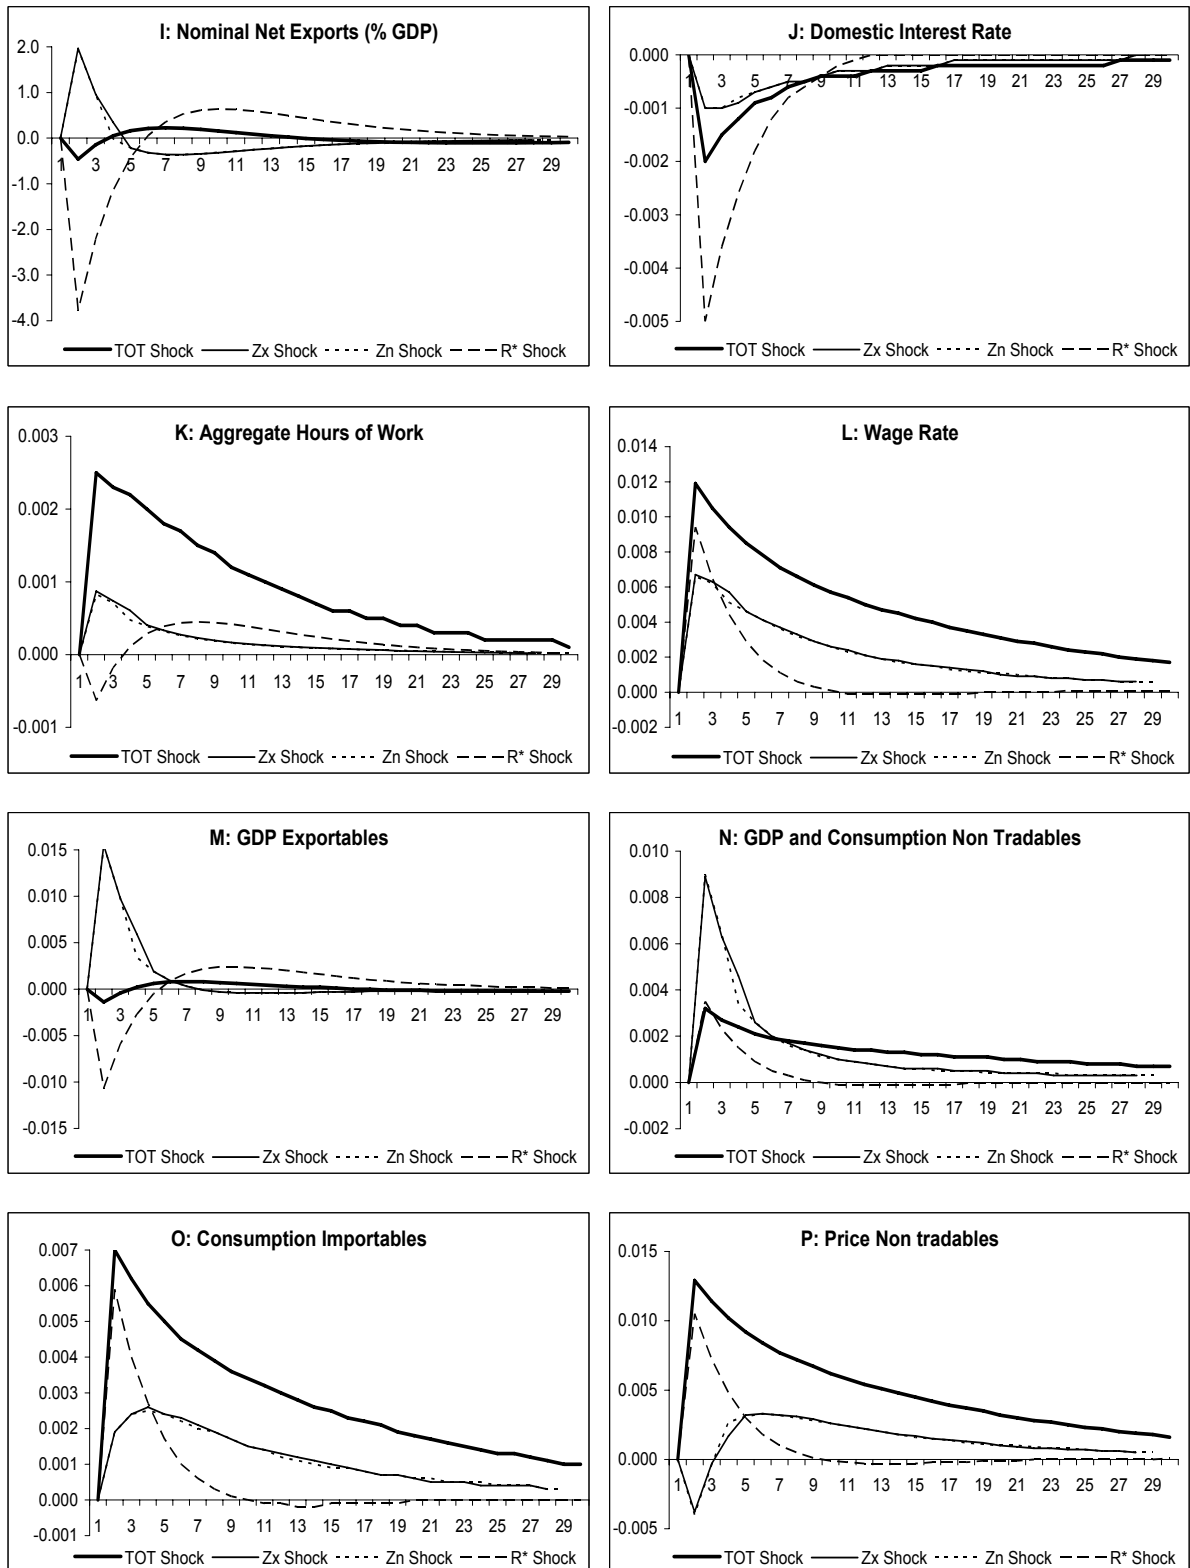 I: Nominal Net Exports (% GDP)
2.0
1.0
0.0
-1.0
-2.0
-3.0
-4.0
1 3 5 7 9 11 13 15 17 19 21 23 25 27 29
TOT Shock Zx Shock Zn Shock R* Shock
J: Domestic Interest Rate
0.000
-0.001
-0.002
-0.003
-0.004
-0.005
1 3 5 7 9 11 13 15 17 19 21 23 25 27 29
TOT Shock Zx Shock Zn Shock R* Shock
K: Aggregate Hours of Work
0.003
0.002
0.001
0.000
-0.001
1 3 5 7 9 11 13 15 17 19 21 23 25 27 29
TOT Shock Zx Shock Zn Shock R* Shock
L: Wage Rate
0.014
0.012
0.010
0.008
0.006
0.004
0.002
0.000
-0.002
1 3 5 7 9 11 13 15 17 19 21 23 25 27 29
TOT Shock Zx Shock Zn Shock R* Shock
M: GDP Exportables
0.015
0.010
0.005
0.000
-0.005
-0.010
-0.015
1 3 5 7 9 11 13 15 17 19 21 23 25 27 29
TOT Shock Zx Shock Zn Shock R* Shock
N: GDP and Consumption Non Tradables
0.010
0.008
0.006
0.004
0.002
0.000
-0.002
1 3 5 7 9 11 13 15 17 19 21 23 25 27 29
TOT Shock Zx Shock Zn Shock R* Shock
O: Consumption Importables
0.007
0.006
0.005
0.004
0.003
0.002
0.001
0.000
-0.001
1 3 5 7 9 11 13 15 17 19 21 23 25 27 29
TOT Shock Zx Shock Zn Shock R* Shock
P: Price Non tradables
0.015
0.010
0.005
0.000
-0.005
1 3 5 7 9 11 13 15 17 19 21 23 25 27 29
TOT Shock Zx Shock Zn Shock R* Shock